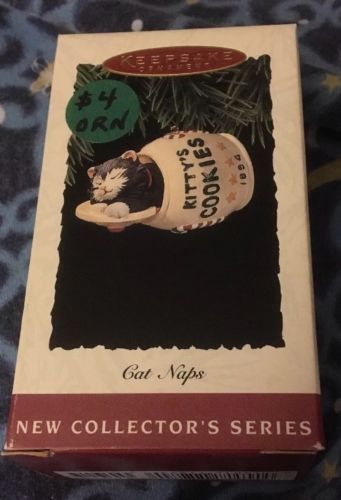 KEEPSAKE
ORNAMENT
$4
ORN
KITTY'S
COOKIES
1994
Cat Naps
NEW COLLECTOR'S SERIES